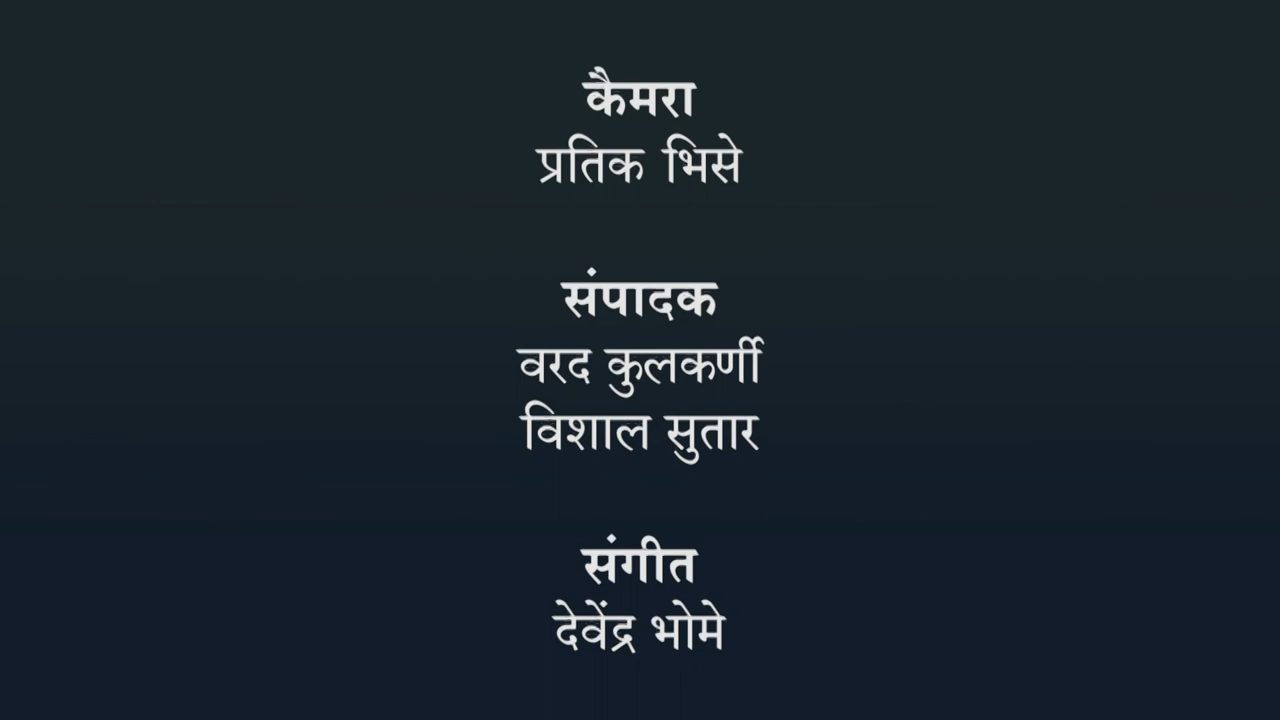 कैमरा
प्रतिक भिसे
संपादक
वरद कुलकर्णी
विशाल सुतार
संगीत
देवेंद्र भोमे